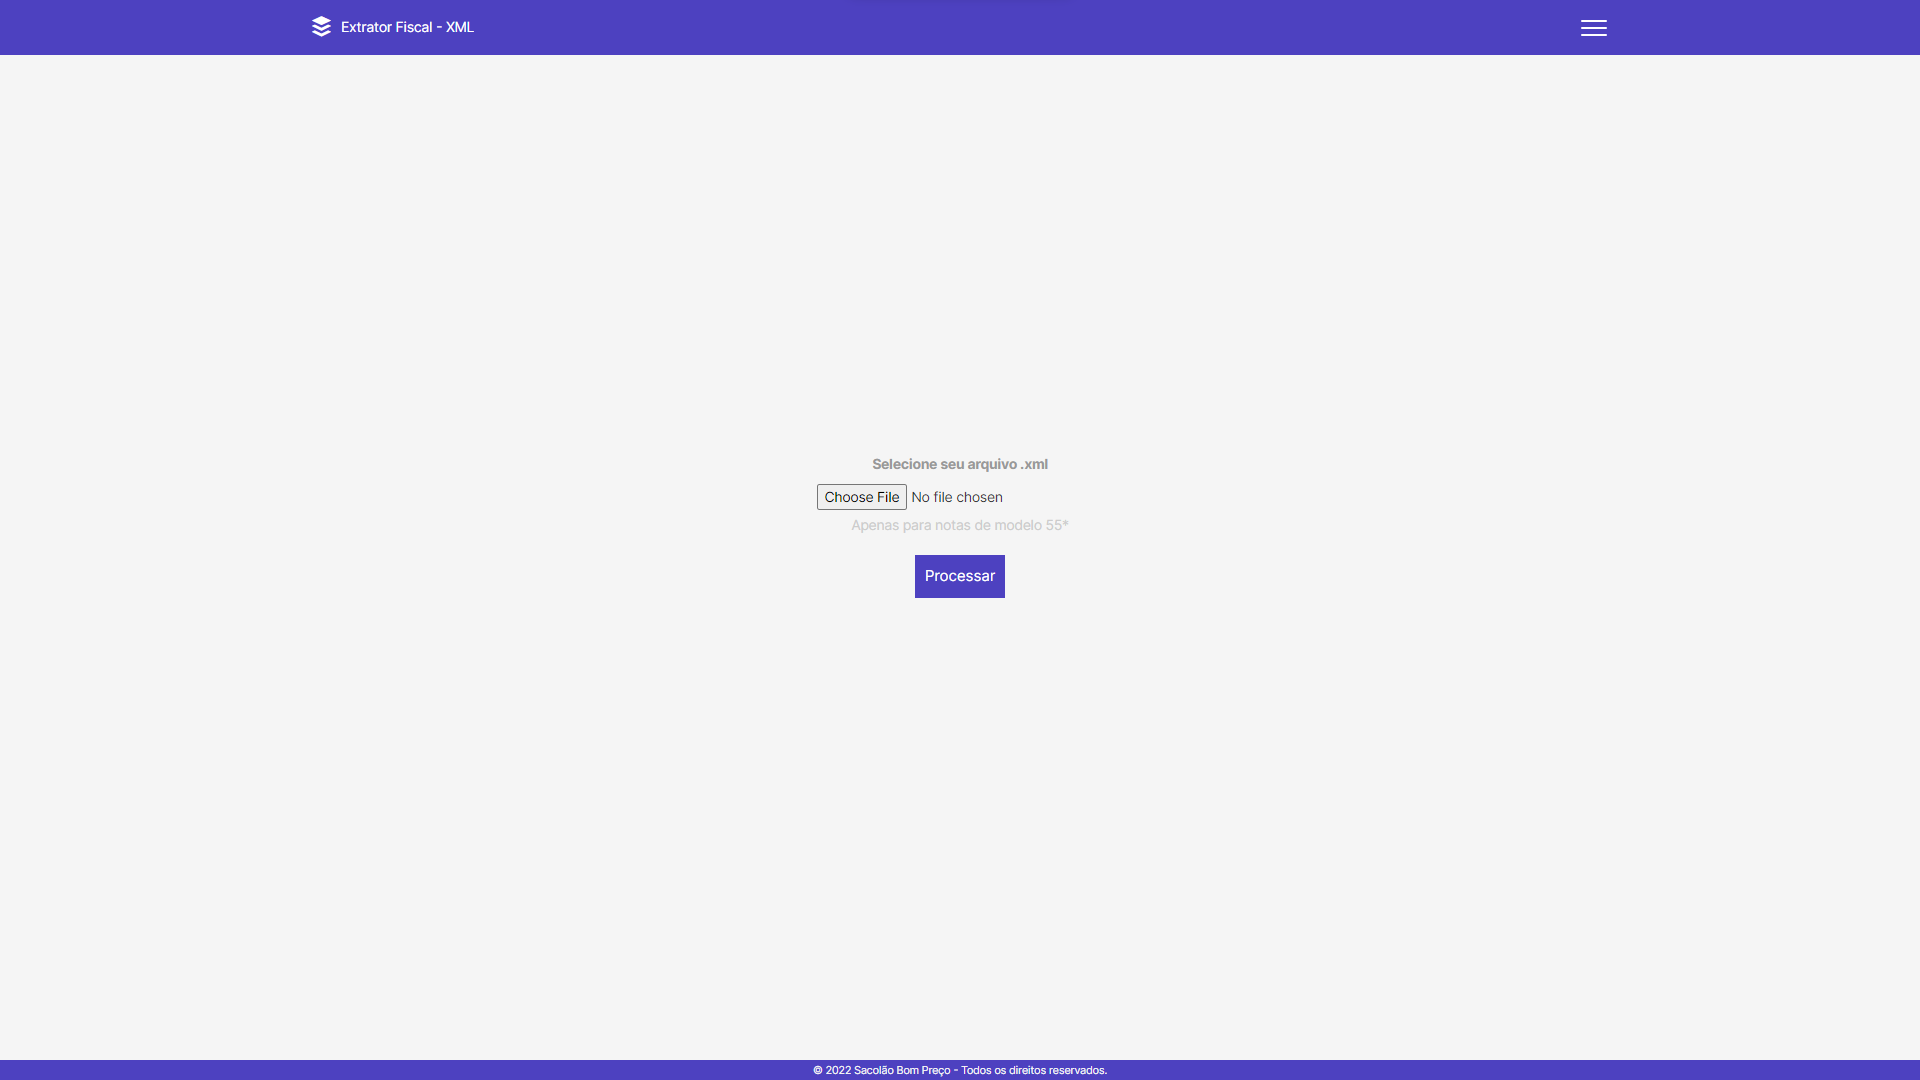 Extrator Fiscal - XML
Selecione seu arquivo .xml
Choose File No file chosen
Apenas para notas de modelo 55*
Processar
© 2022 Sacolão Bom Preço - Todos os direitos reservados.